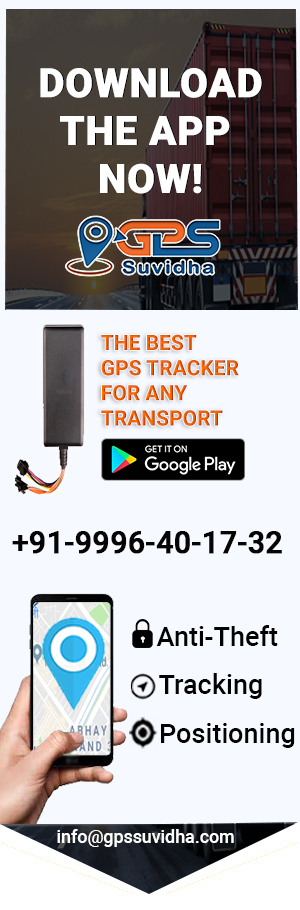 DOWNLOAD
THE APP
NOW!
GPS
Suvidha
THE BEST
GPS TRACKER
FOR ANY
TRANSPORT
GET IT ON
Google Play
+91-9996-40-17-32
Anti-Theft
Tracking
Positioning
info@gpssuvidha.com